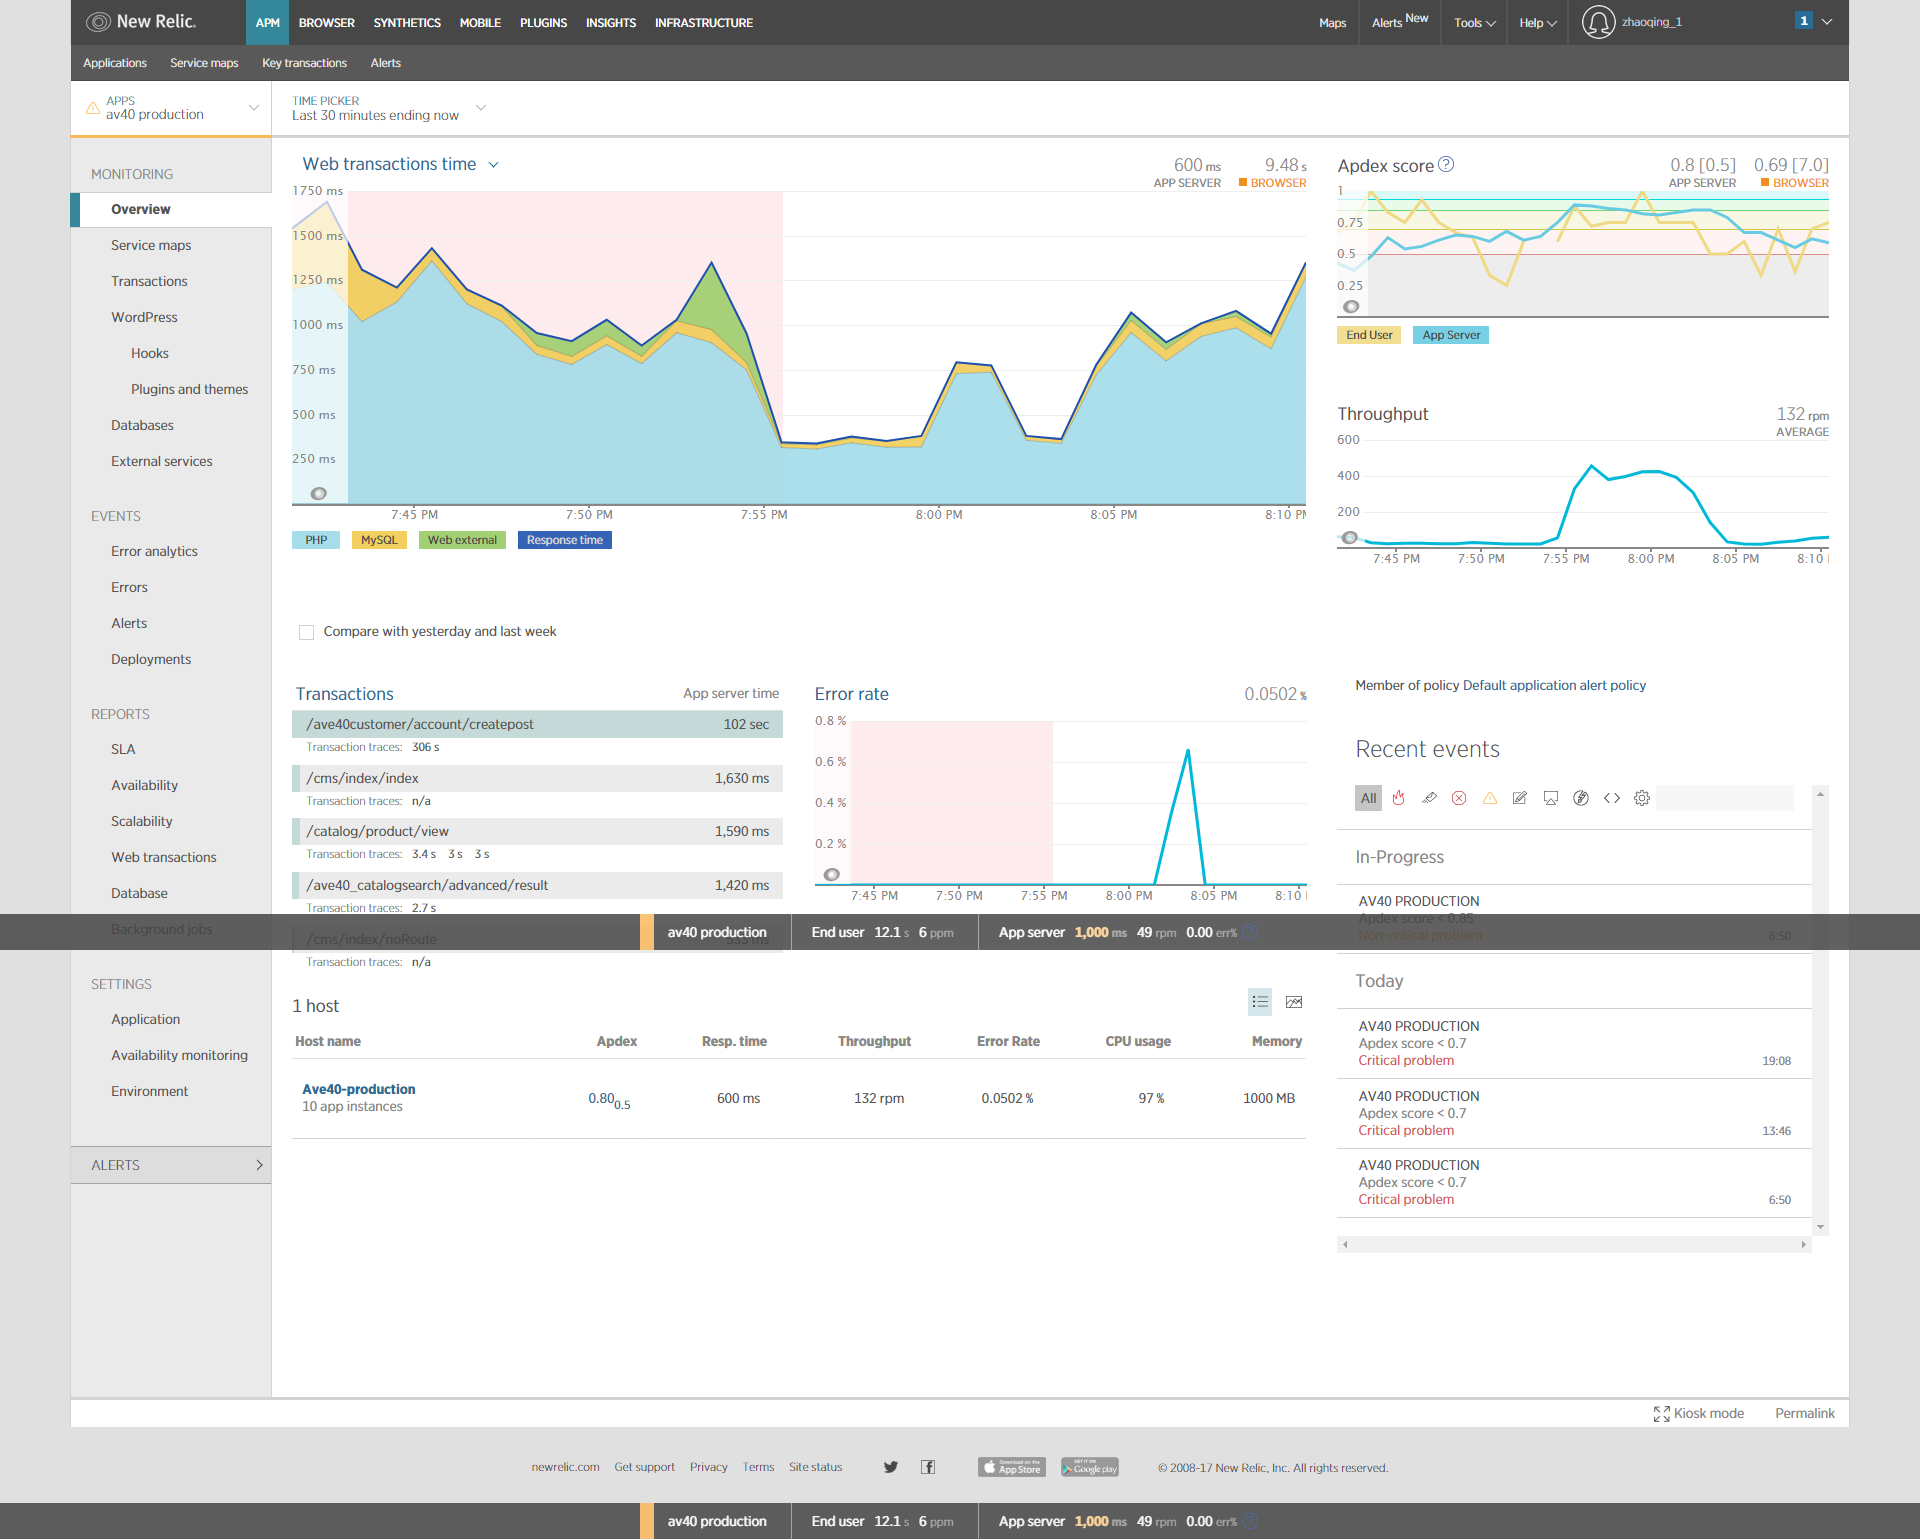 New Relic.
APM BROWSER SYNTHETICS MOBILE PLUGINS INSIGHTS INFRASTRUCTURE
Maps Alerts New Tools Help zhaoqing_1 1
Applications Service maps Key transactions Alerts
APPS
av40 production
TIME PICKER
Last 30 minutes ending now
MONITORING
Overview
Service maps
Transactions
WordPress
Hooks
Plugins and themes
Databases
External services
EVENTS
Error analytics
Errors
Alerts
Deployments
REPORTS
SLA
Availability
Scalability
Web transactions
Database
Background jobs
SETTINGS
Application
Availability monitoring
Environment
ALERTS
Web transactions time
600 ms 9.48 s
APP SERVER BROWSER
1750 ms
1500 ms
1250 ms
1000 ms
750 ms
500 ms
250 ms
7:45 PM 7:50 PM 7:55 PM 8:00 PM 8:05 PM 8:10 PM
PHP MySQL Web external Response time
Compare with yesterday and last week
Apdex score ?
0.8 [0.5] 0.69 [7.0]
APP SERVER BROWSER
1
0.75
0.5
0.25
End User App Server
Throughput
132 rpm
AVERAGE
600
400
200
7:45 PM 7:50 PM 7:55 PM 8:00 PM 8:05 PM 8:10
Transactions App server time
/ave40customer/account/createpost 102 sec
Transaction traces: 306 s
/cms/index/index 1,630 ms
Transaction traces: n/a
/catalog/product/view 1,590 ms
Transaction traces: 3.4 s 3 s 3 s
/ave40_catalogsearch/advanced/result 1,420 ms
Transaction traces: 2.7 s
/cms/index/noRoute ms
Transaction traces: n/a
Error rate 0.0502 %
0.8 %
0.6 %
0.4 %
0.2 %
7:45 PM 7:50 PM 7:55 PM 8:00 PM 8:05 PM 8:10
Member of policy Default application alert policy
Recent events
All
In-Progress
AV40 PRODUCTION
Apdex score < 0.85
Non-critical problem 6:50
Today
AV40 PRODUCTION
Apdex score < 0.7
Critical problem 19:08
AV40 PRODUCTION
Apdex score < 0.7
Critical problem 13:46
AV40 PRODUCTION
Apdex score < 0.7
Critical problem 6:50
av40 production End user 12.1 s 6 ppm App server 1,000 ms 49 rpm 0.00 err% ?
1 host
Host name Apdex Resp. time Throughput Error Rate CPU usage Memory
Ave40-production 0.80 0.5 600 ms 132 rpm 0.0502 % 97 % 1000 MB
10 app instances
Kiosk mode Permalink
newrelic.com Get support Privacy Terms Site status Download on the App Store GET IT ON Google play © 2008-17 New Relic, Inc. All rights reserved.
av40 production End user 12.1 s 6 ppm App server 1,000 ms 49 rpm 0.00 err% ?